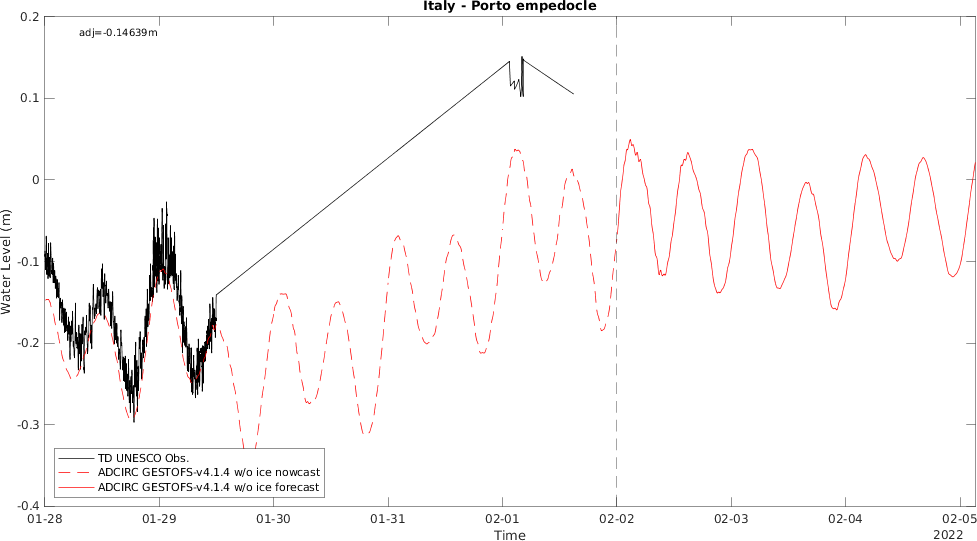 Italy - Porto empedocle
adj=-0.14639m
0.2
0.1
0
-0.1
-0.2
-0.3
-0.4
Water Level (m)
TD UNESCO Obs.
ADCIRC GESTOFS-v4.1.4 w/o ice nowcast
ADCIRC GESTOFS-v4.1.4 w/o ice forecast
01-28 01-29 01-30 01-31 02-01 02-02 02-03 02-04 02-05
Time
2022